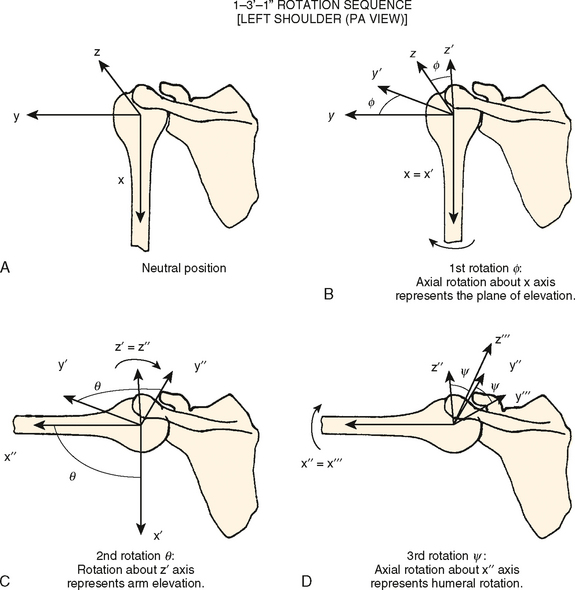 1–3′–1″ ROTATION SEQUENCE
[LEFT SHOULDER (PA VIEW)]
z
y
x
A
Neutral position
z
ϕ
z′
y′
ϕ
y
x = x′
B
1st rotation ϕ:
Axial rotation about x axis
represents the plane of elevation.
z′ = z″
y′
θ
y″
x″
θ
x′
C
2nd rotation θ:
Rotation about z′ axis
represents arm elevation.
z‴
z″
ψ
y″
ψ
y‴
x″ = x‴
D
3rd rotation ψ:
Axial rotation about x″ axis
represents humeral rotation.